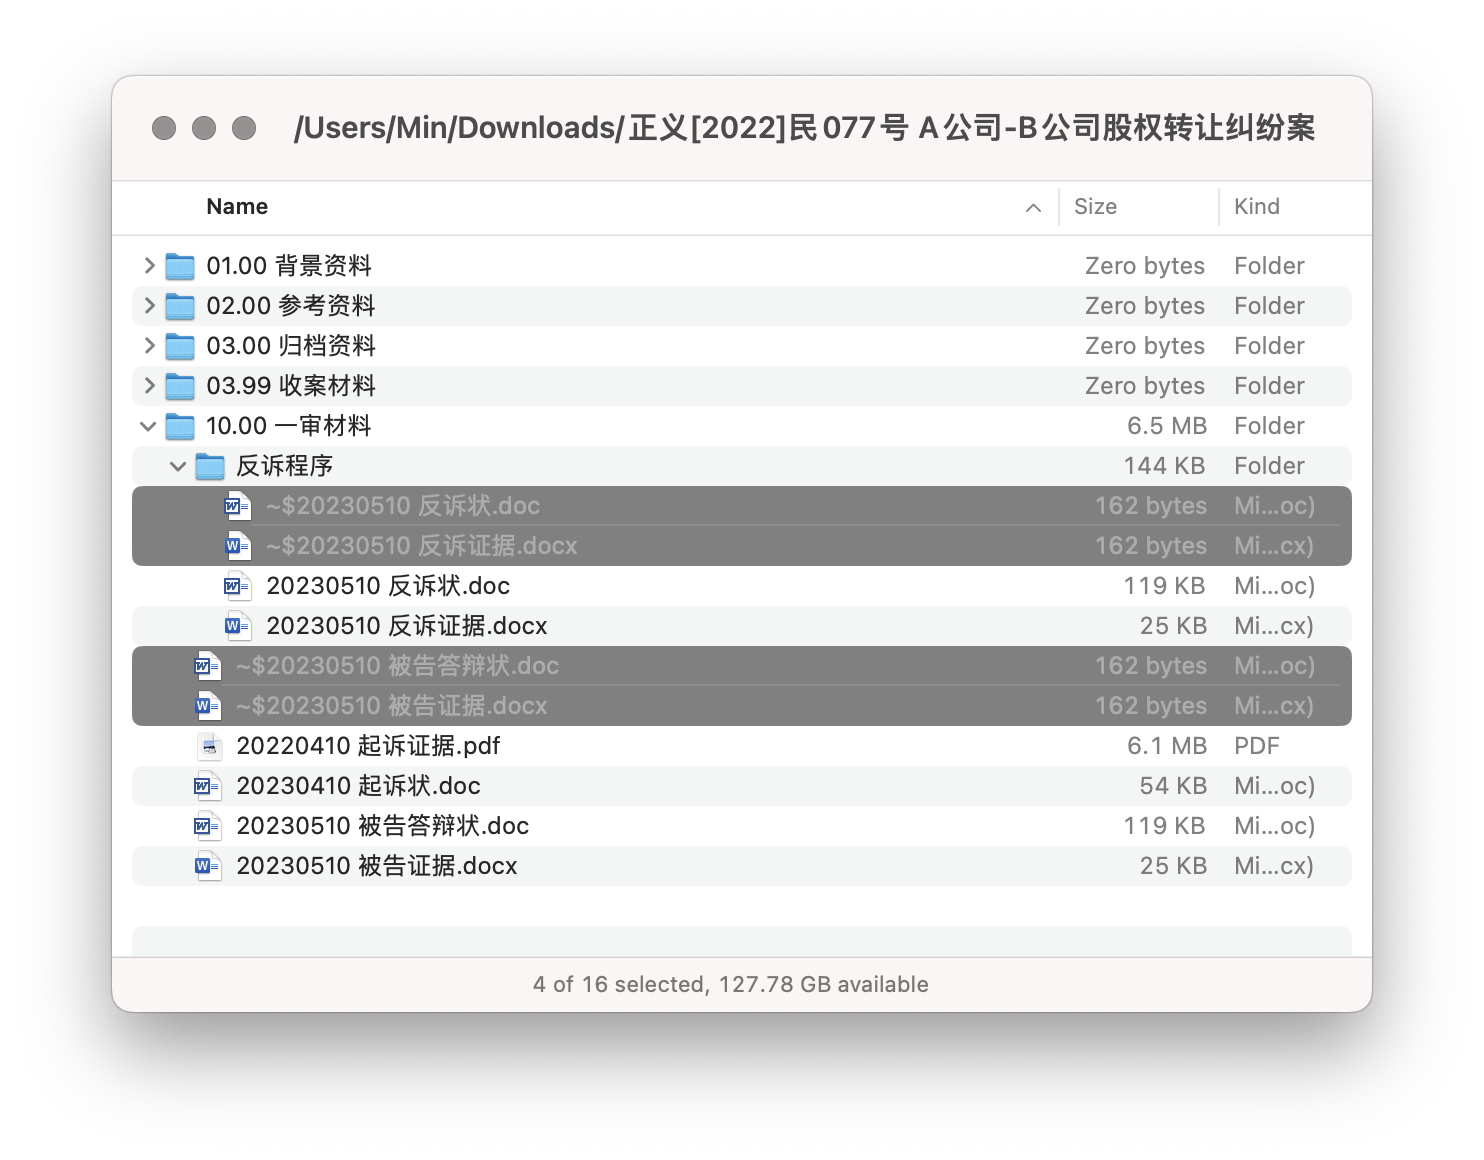 /Users/Min/Downloads/正义[2022]民077号 A公司-B公司股权转让纠纷案
Name Size Kind
01.00 背景资料 Zero bytes Folder
02.00 参考资料 Zero bytes Folder
03.00 归档资料 Zero bytes Folder
03.99 收案材料 Zero bytes Folder
10.00 一审材料 6.5 MB Folder
反诉程序 144 KB Folder
~$20230510 反诉状.doc 162 bytes Mi...oc)
~$20230510 反诉证据.docx 162 bytes Mi...cx)
20230510 反诉状.doc 119 KB Mi...oc)
20230510 反诉证据.docx 25 KB Mi...cx)
~$20230510 被告答辩状.doc 162 bytes Mi...oc)
~$20230510 被告证据.docx 162 bytes Mi...cx)
20220410 起诉证据.pdf 6.1 MB PDF
20230410 起诉状.doc 54 KB Mi...oc)
20230510 被告答辩状.doc 119 KB Mi...oc)
20230510 被告证据.docx 25 KB Mi...cx)
4 of 16 selected, 127.78 GB available